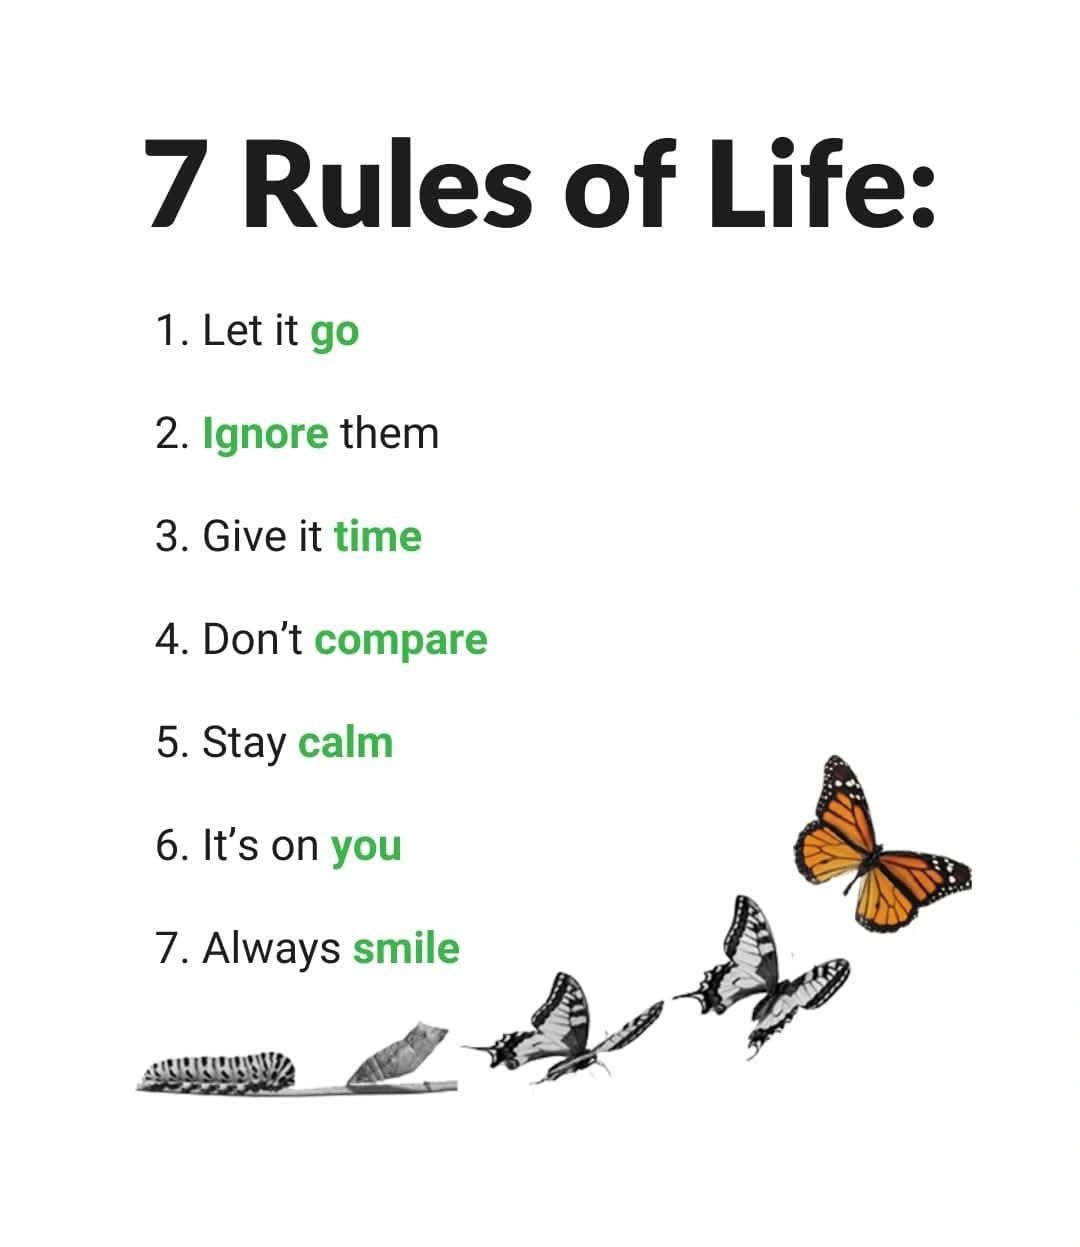 7 Rules of Life:
1. Let it go
2. Ignore them
3. Give it time
4. Don’t compare
5. Stay calm
6. It’s on you
7. Always smile